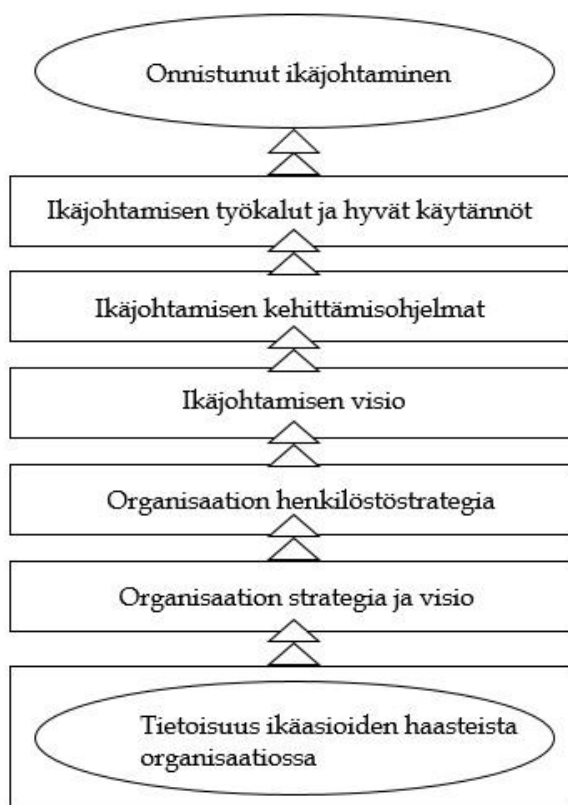 Onnistunut ikäjohtaminen
Ikäjohtamisen työkalut ja hyvät käytännöt
Ikäjohtamisen kehittämisohjelmat
Ikäjohtamisen visio
Organisaation henkilöstöstrategia
Organisaation strategia ja visio
Tietoisuus ikäasioiden haasteista
organisaatiossa